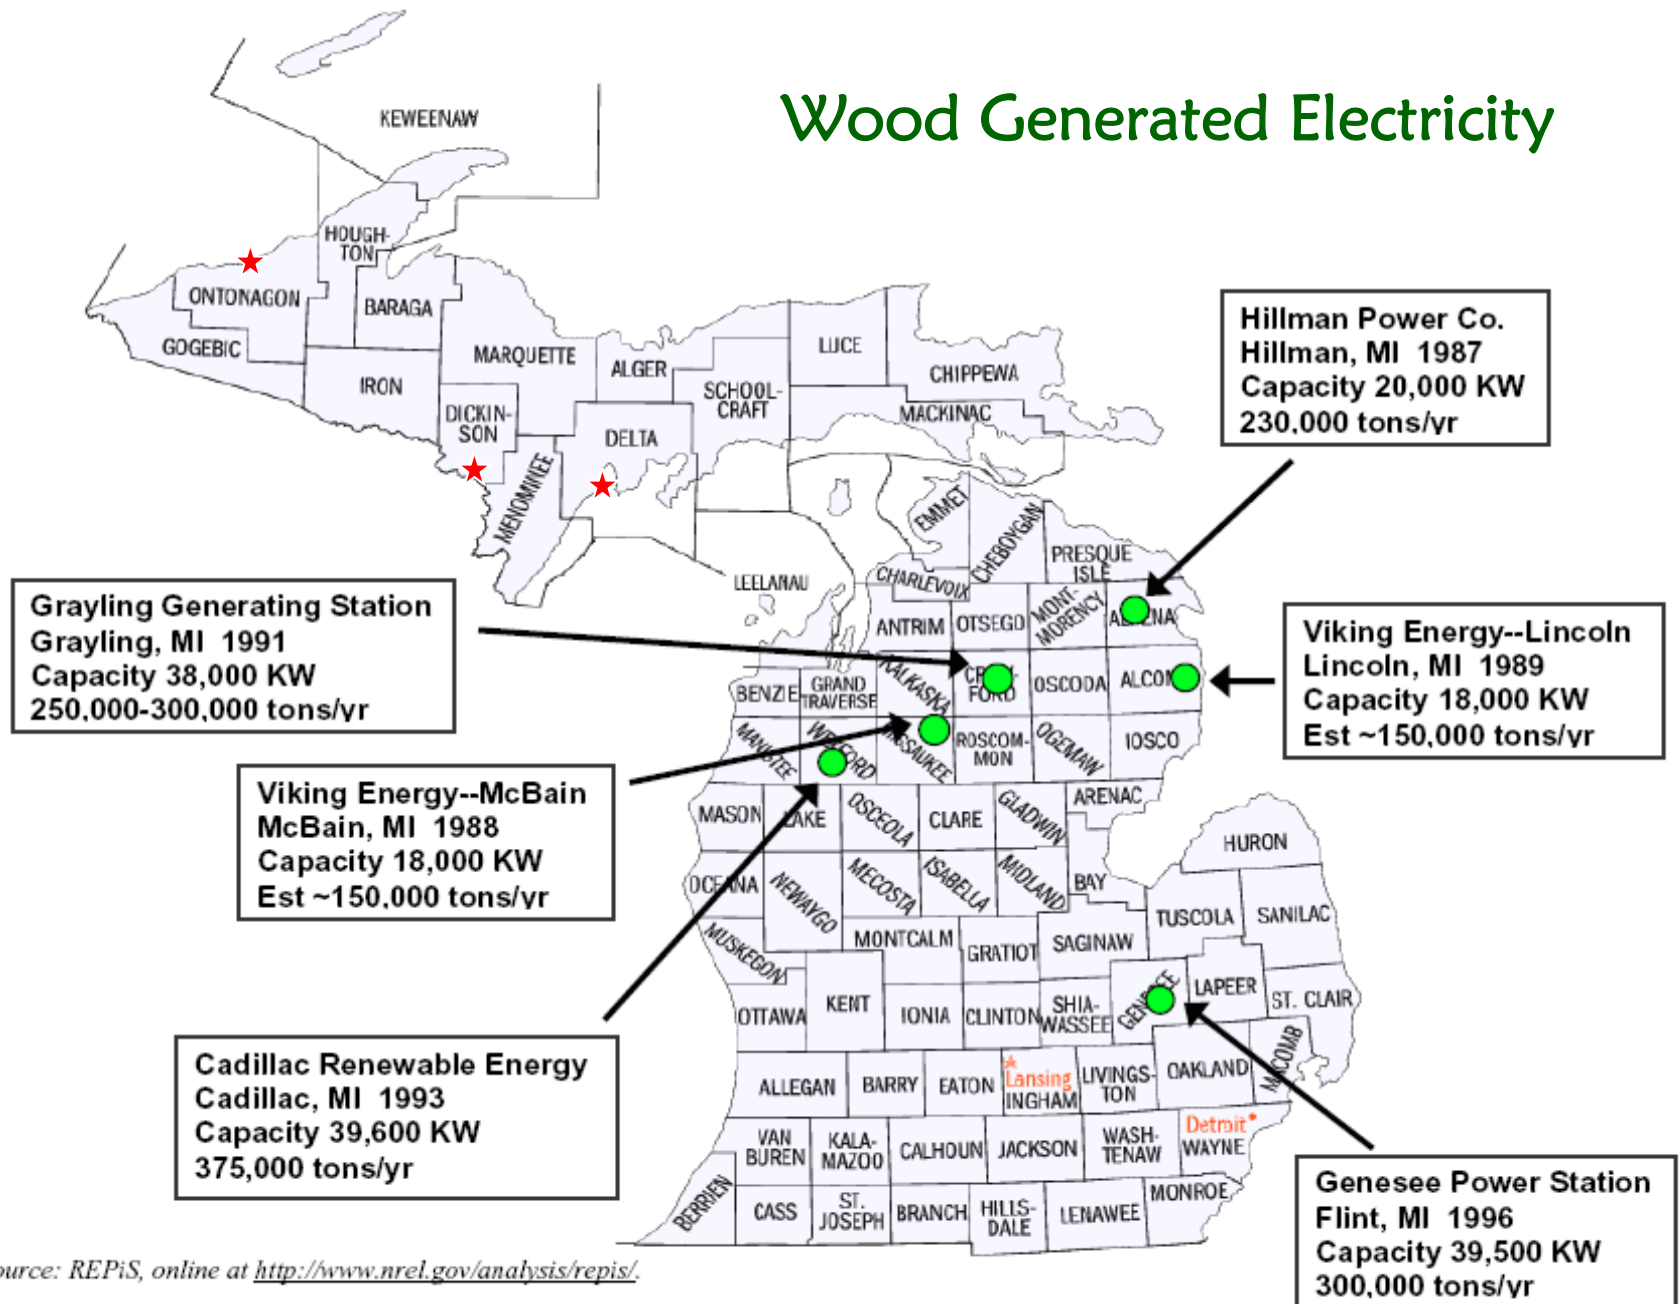 Wood Generated Electricity
KEWEENAW
HOUGH-
TON
ONTONAGON
BARAGA
GOGEBIC
MARQUETTE
ALGER
LUCE
CHIPPEWA
IRON
SCHOOL-
CRAFT
MACKINAC
DICKIN-
SON
DELTA
MENOMINEE
Hillman Power Co.
Hillman, MI 1987
Capacity 20,000 KW
230,000 tons/yr
EMMET
CHEBOYGAN
PRESQUE
ISLE
LEELANAU
CHARLEVOIX
ANTRIM
OTSEGO
MONT-
MORENCY
Grayling Generating Station
Grayling, MI 1991
Capacity 38,000 KW
250,000-300,000 tons/yr
Viking Energy--Lincoln
Lincoln, MI 1989
Capacity 18,000 KW
Est ~150,000 tons/yr
BENZIE
GRAND
TRAVERSE
KALKASKA
FORD
OSCODA
MANISTEE
ROSCOM-
MON
OGEMAW
IOSCO
Viking Energy--McBain
McBain, MI 1988
Capacity 18,000 KW
Est ~150,000 tons/yr
MASON
LAKE
OSCEOLA
CLARE
GLADWIN
ARENAC
HURON
OCEANA
NEWAYGO
MECOSTA
ISABELLA
MIDLAND
BAY
TUSCOLA
SANILAC
MUSKEGON
MONTCALM
GRATIOT
SAGINAW
OTTAWA
KENT
IONIA
CLINTON
SHIA-
WASSEE
LAPEER
ST. CLAIR
Cadillac Renewable Energy
Cadillac, MI 1993
Capacity 39,600 KW
375,000 tons/yr
ALLEGAN
BARRY
EATON
Lansing
INGHAM
LIVINGS-
TON
OAKLAND
MACOMB
VAN
BUREN
KALA-
MAZOO
CALHOUN
JACKSON
WASH-
TENAW
Detroit
WAYNE
BERRIEN
CASS
ST.
JOSEPH
BRANCH
HILLS-
DALE
LENAWEE
MONROE
Genesee Power Station
Flint, MI 1996
Capacity 39,500 KW
300,000 tons/yr
ource: REPiS, online at http://www.nrel.gov/analysis/repis/.